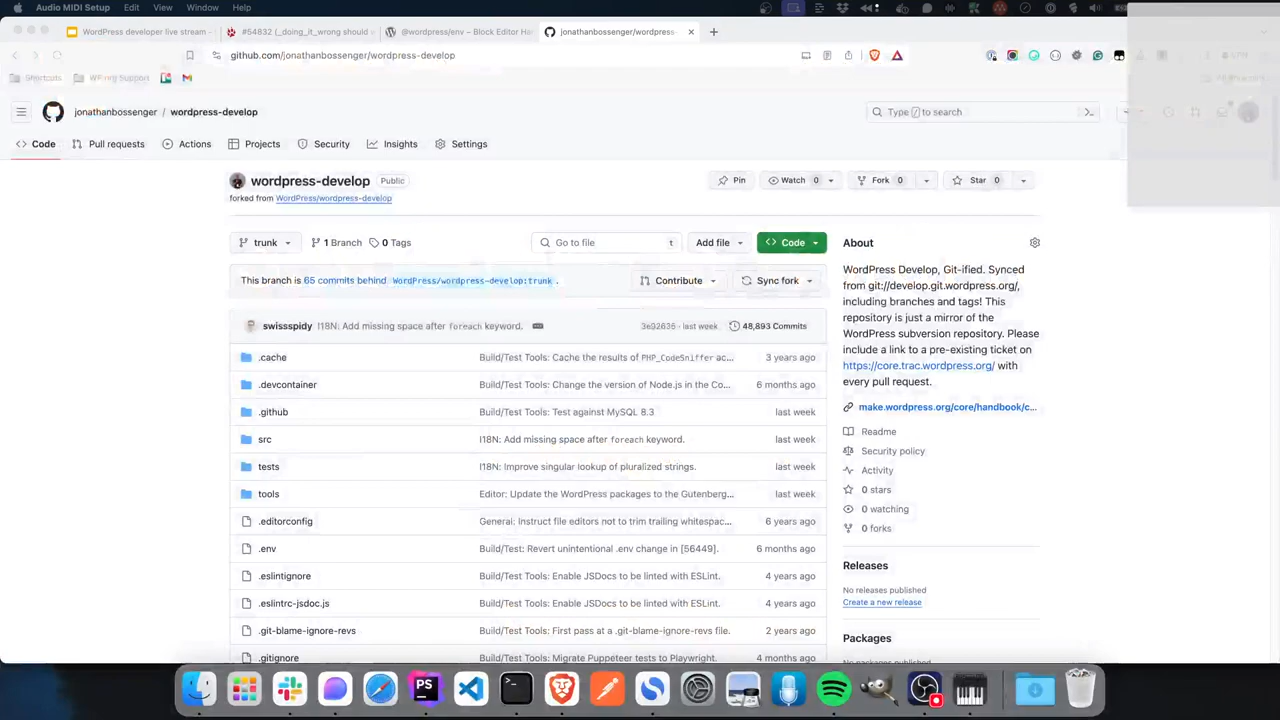 Audio MIDI Setup Edit View Window Help
WordPress developer live stream - #54832 (_doing_it_wrong should @wordpress/env – Block Editor Ha jonathanbossenger/wordpress-
github.com/jonathanbossenger/wordpress-develop
Shortcuts WP.org Support
jonathanbossenger / wordpress-develop Type / to search
Code Pull requests Actions Projects Security Insights Settings
wordpress-develop Public Pin Watch 0 Fork 0 Star 0
forked from WordPress/wordpress-develop
trunk 1 Branch 0 Tags Go to file t Add file Code
This branch is 65 commits behind WordPress/wordpress-develop:trunk . Contribute Sync fork
swissspidy I18N: Add missing space after foreach keyword. 3e92636 · last week 48,893 Commits
.cache Build/Test Tools: Cache the results of PHP_CodeSniffer ac... 3 years ago
.devcontainer Build/Test Tools: Change the version of Node.js in the Co... 6 months ago
.github Build/Test Tools: Test against MySQL 8.3 last week
src I18N: Add missing space after foreach keyword. last week
tests I18N: Improve singular lookup of pluralized strings. last week
tools Editor: Update the WordPress packages to the Gutenberg... last week
.editorconfig General: Instruct file editors not to trim trailing whitespac... 6 years ago
.env Build/Test: Revert unintentional .env change in [56449]. 6 months ago
.eslintignore Build/Test Tools: Enable JSDocs to be linted with ESLint. 4 years ago
.eslintrc-jsdoc.js Build/Test Tools: Enable JSDocs to be linted with ESLint. 4 years ago
.git-blame-ignore-revs Build/Test Tools: First pass at a .git-blame-ignore-revs file. 2 years ago
.gitignore Build/Test Tools: Migrate Puppeteer tests to Playwright. 4 months ago
About
WordPress Develop, Git-ified. Synced
from git://develop.git.wordpress.org/,
including branches and tags! This
repository is just a mirror of the
WordPress subversion repository. Please
include a link to a pre-existing ticket on
https://core.trac.wordpress.org/ with
every pull request.
make.wordpress.org/core/handbook/c...
Readme
Security policy
Activity
0 stars
0 watching
0 forks
Releases
No releases published
Create a new release
Packages
No packages published
PS